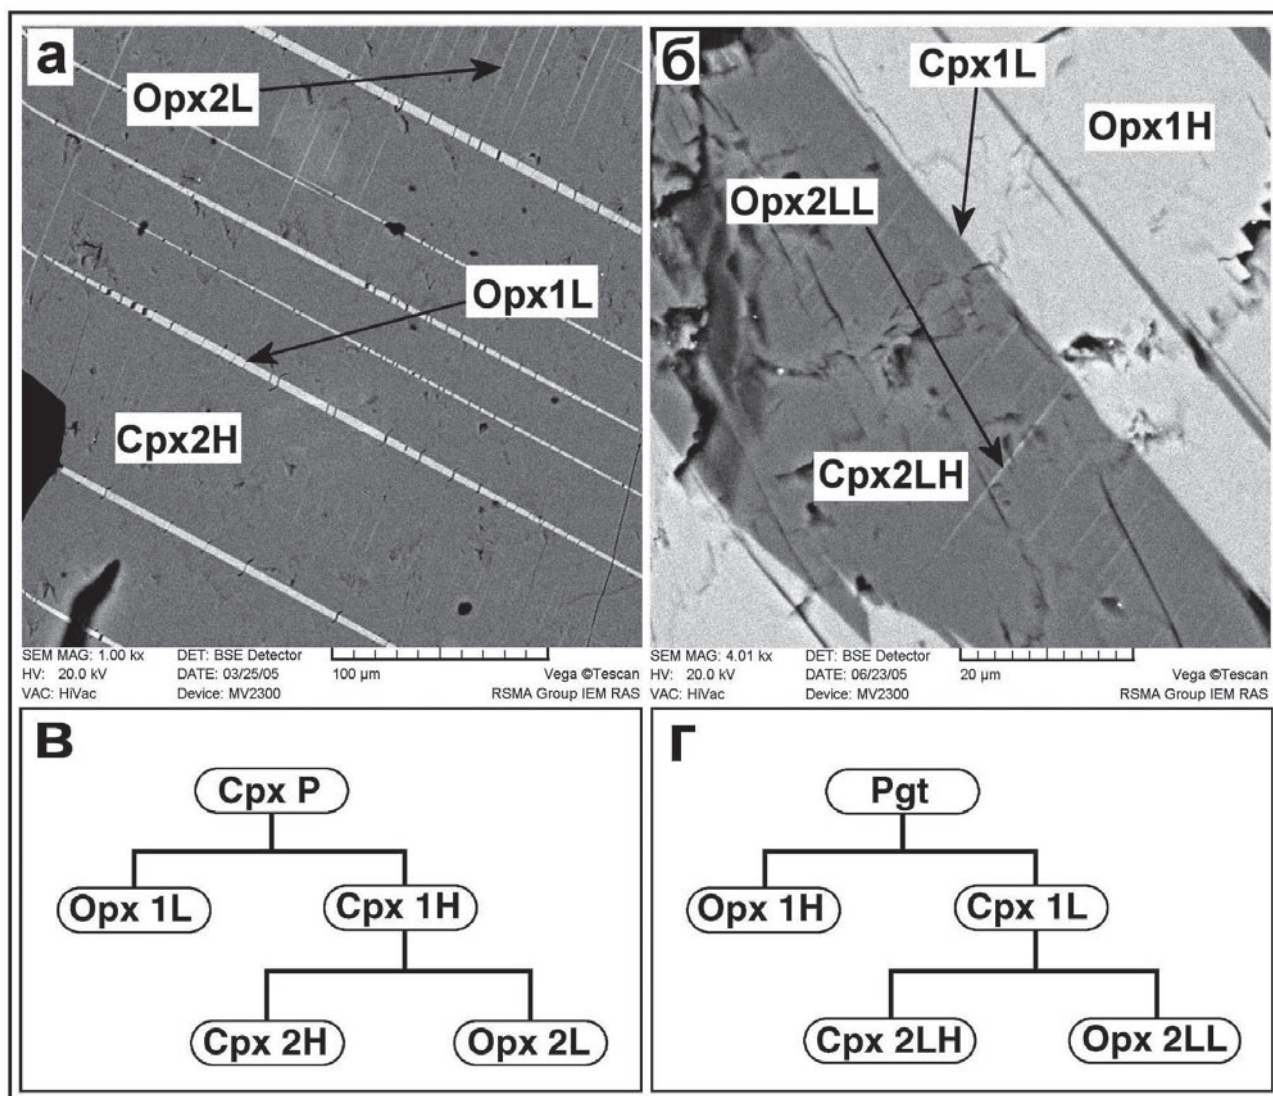 а
Opx2L
Opx1L
Cpx2H
SEM MAG: 1.00 kx DET: BSE Detector
HV: 20.0 kV DATE: 03/25/05 100 µm Vega ©Tescan
VAC: HiVac Device: MV2300 RSMA Group IEM RAS
б
Cpx1L
Opx1H
Opx2LL
Cpx2LH
SEM MAG: 4.01 kx DET: BSE Detector
HV: 20.0 kV DATE: 06/23/05 20 µm Vega ©Tescan
VAC: HiVac Device: MV2300 RSMA Group IEM RAS
В
Cpx P
Opx 1L Cpx 1H
Cpx 2H Opx 2L
Г
Pgt
Opx 1H Cpx 1L
Cpx 2LH Opx 2LL